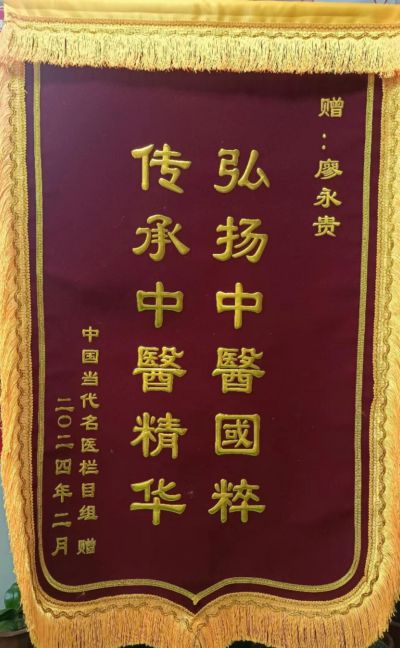 赠：廖永贵
弘扬中醫國粹
传承中醫精华
中国当代名医栏目组 赠
二〇二四年二月